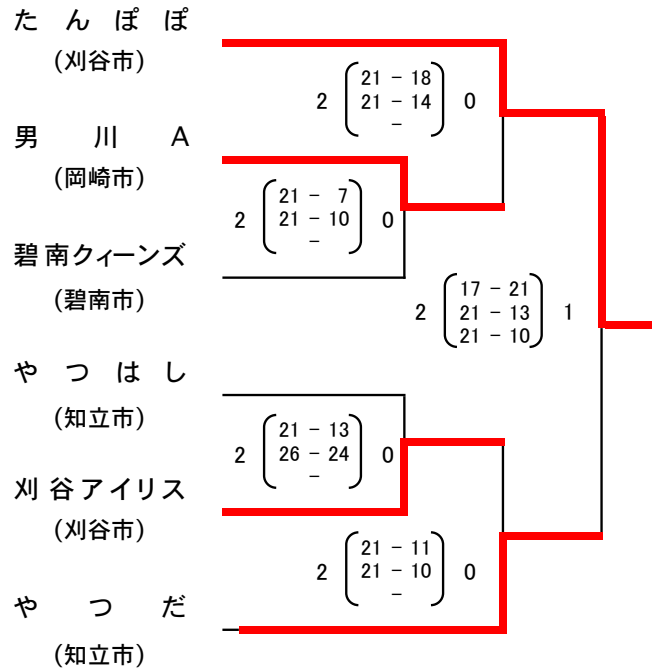 たんぽぽ
(刈谷市)
2 21 - 18 0
21 - 14
-
男川A
(岡崎市)
2 21 - 7 0
21 - 10
-
碧南クィーンズ
(碧南市)
2 17 - 21 1
21 - 13
21 - 10
やつはし
(知立市)
2 21 - 13 0
26 - 24
-
刈谷アイリス
(刈谷市)
2 21 - 11 0
21 - 10
-
やつだ
(知立市)